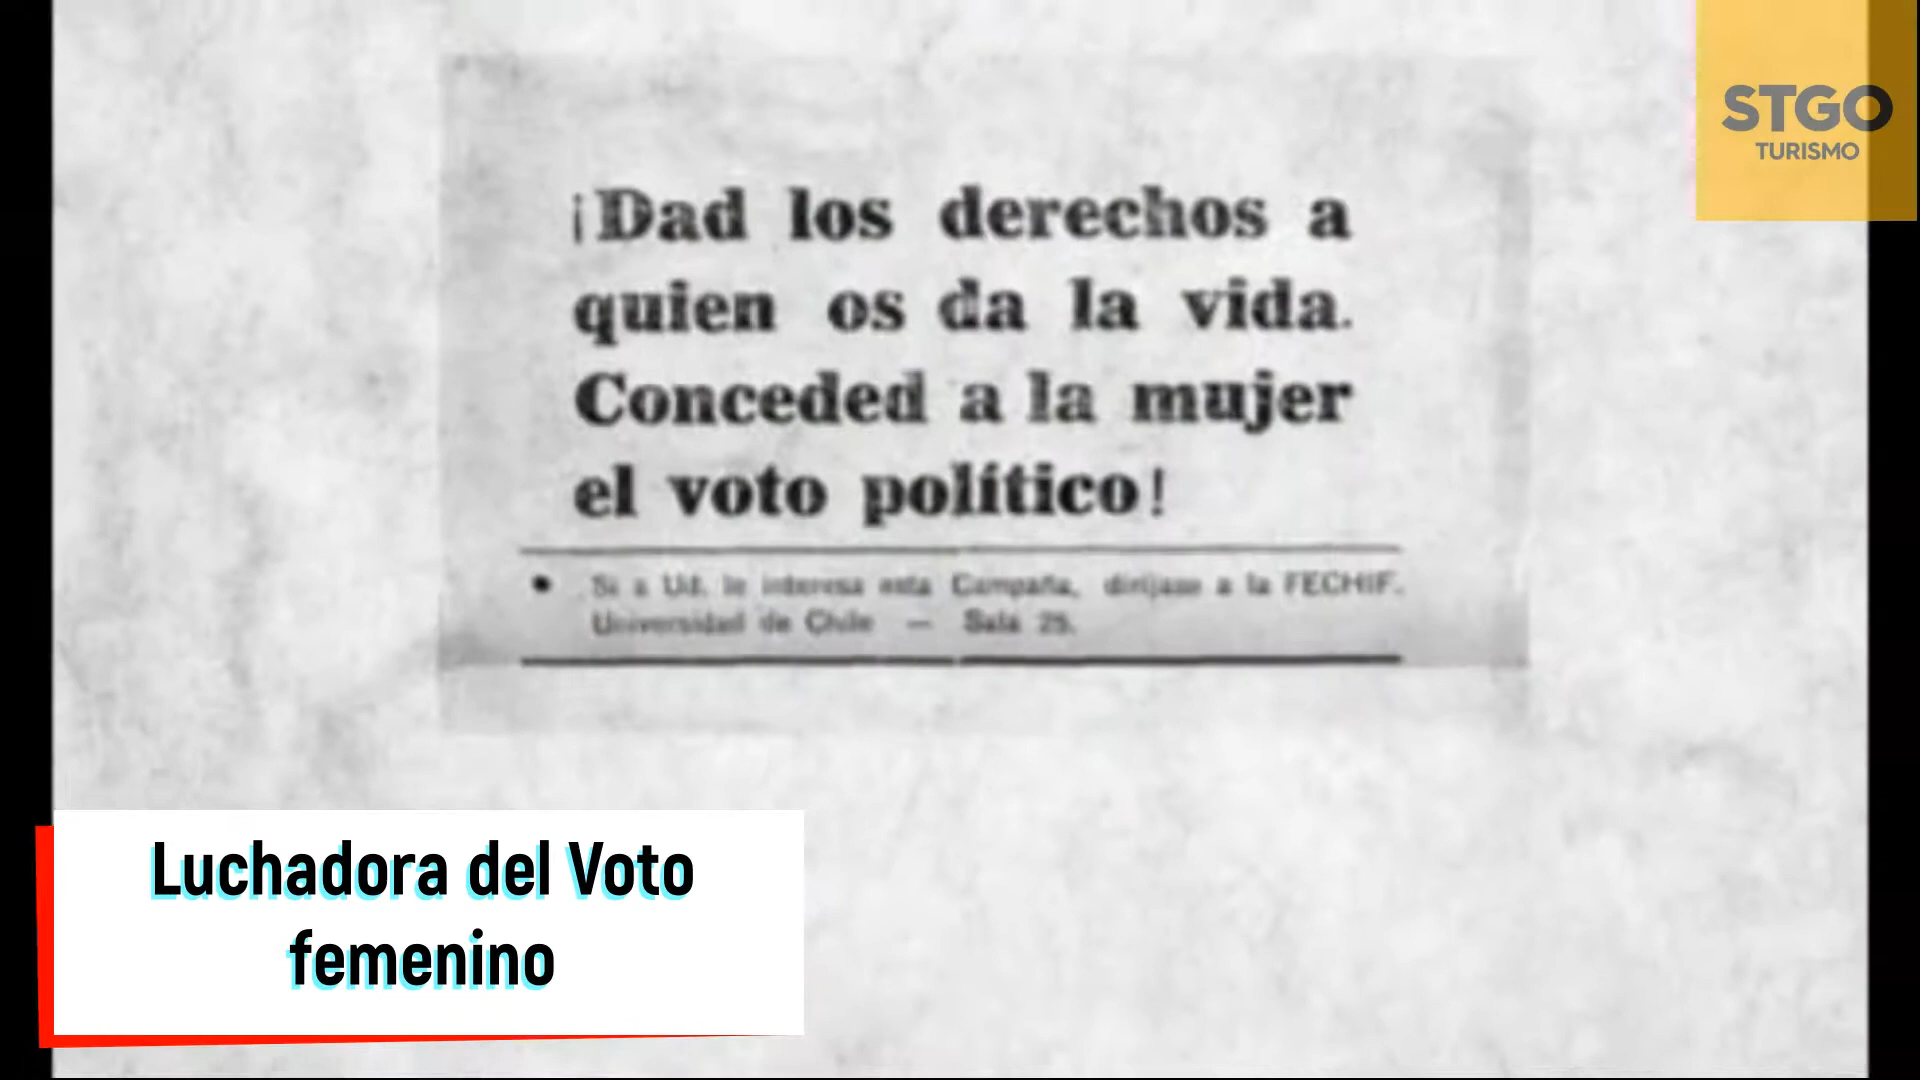 STGO
TURISMO
¡Dad los derechos a
quien os da la vida.
Conceded a la mujer
el voto político!
• Si a Ud. le interesa esta Campaña, diríjase a la FECHIF.
Universidad de Chile — Sala 25.
Luchadora del Voto
femenino